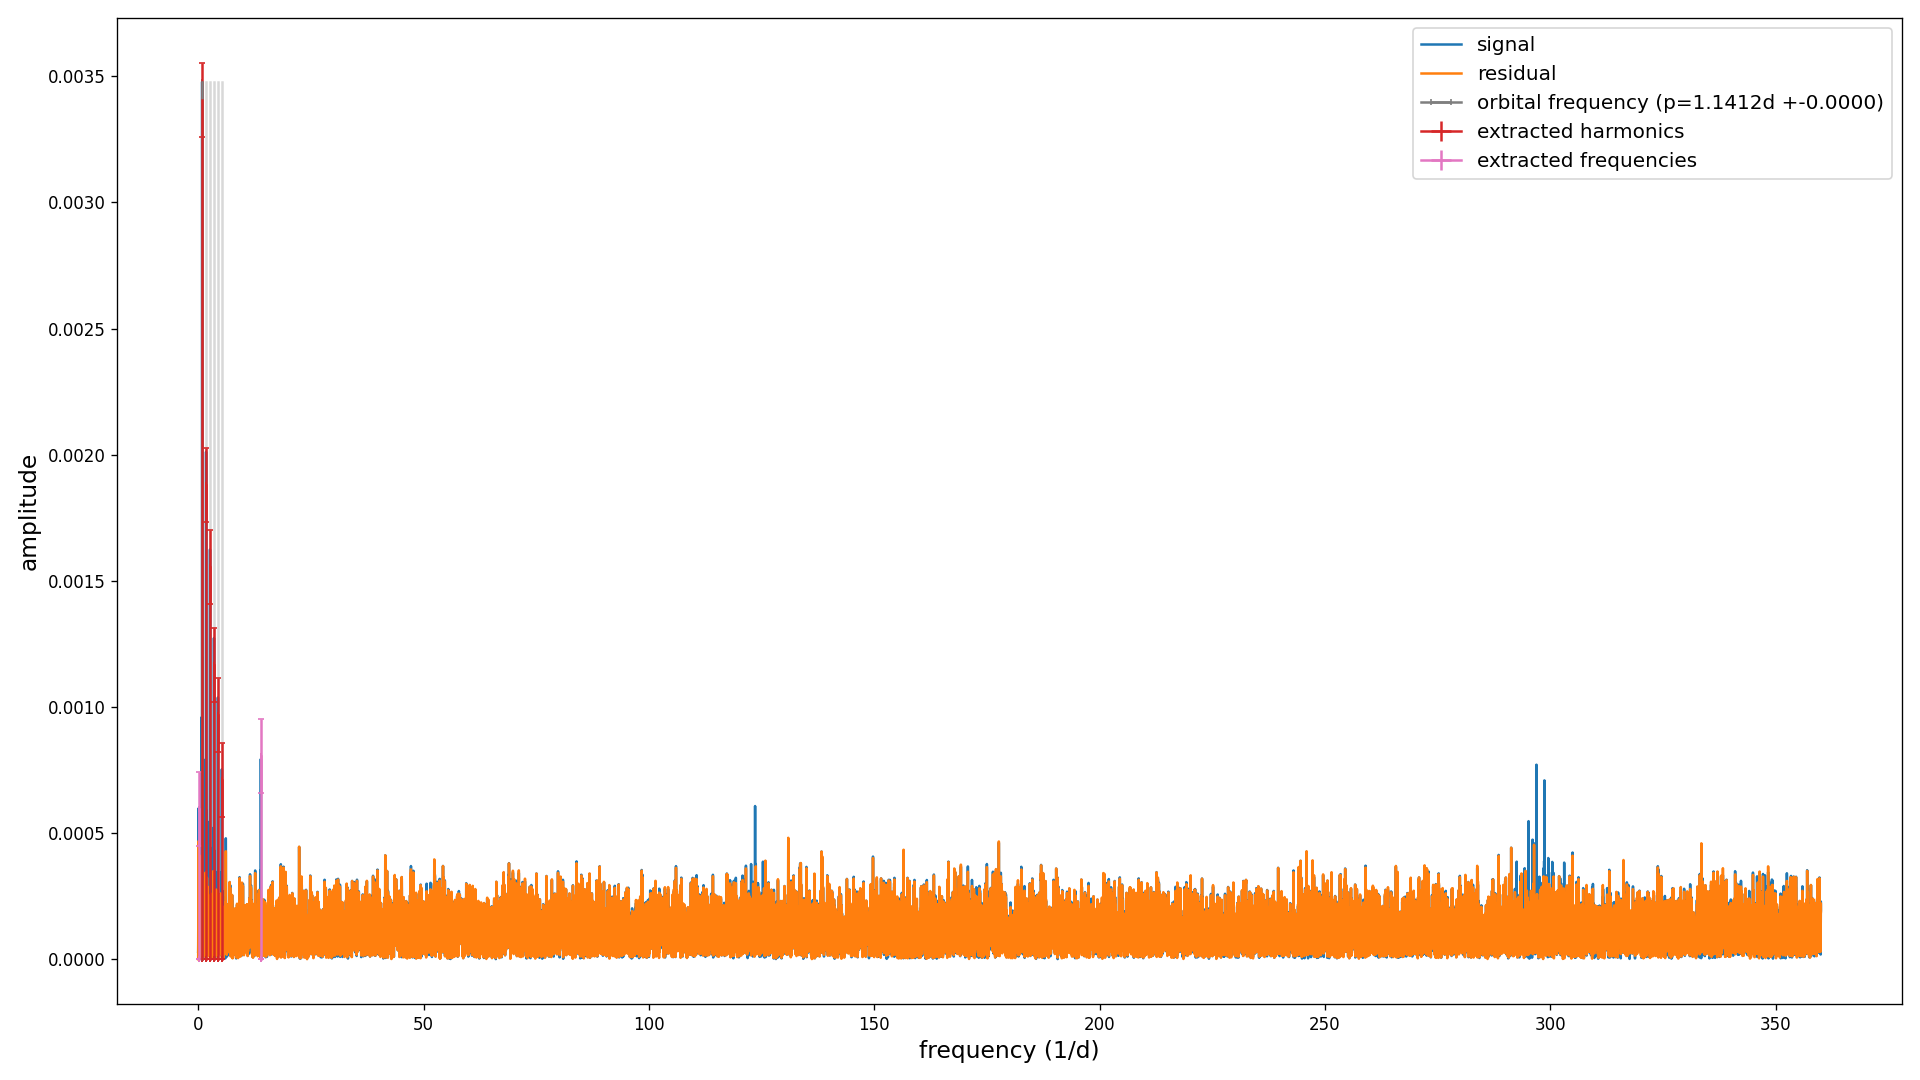 signal
residual
orbital frequency (p=1.1412d +-0.0000)
extracted harmonics
extracted frequencies
0.0035
0.0030
0.0025
0.0020
0.0015
0.0010
0.0005
0.0000
amplitude
0 50 100 150 200 250 300 350
frequency (1/d)